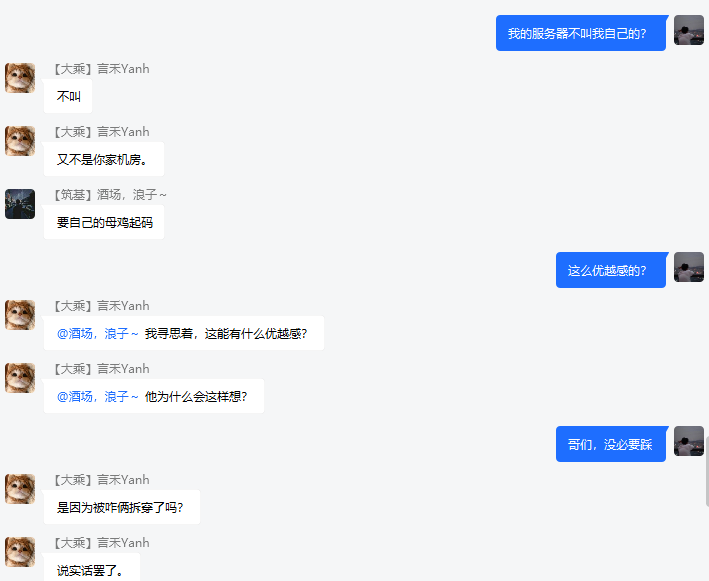 我的服务器不叫我自己的?
【大乘】言禾Yanh
不叫
【大乘】言禾Yanh
又不是你家机房。
【筑基】酒场，浪子～
要自己的母鸡起码
这么优越感的?
【大乘】言禾Yanh
@酒场，浪子～ 我寻思着，这能有什么优越感?
【大乘】言禾Yanh
@酒场，浪子～ 他为什么会这样想?
哥们，没必要踩
【大乘】言禾Yanh
是因为被咋俩拆穿了吗?
【大乘】言禾Yanh
说实话罢了。